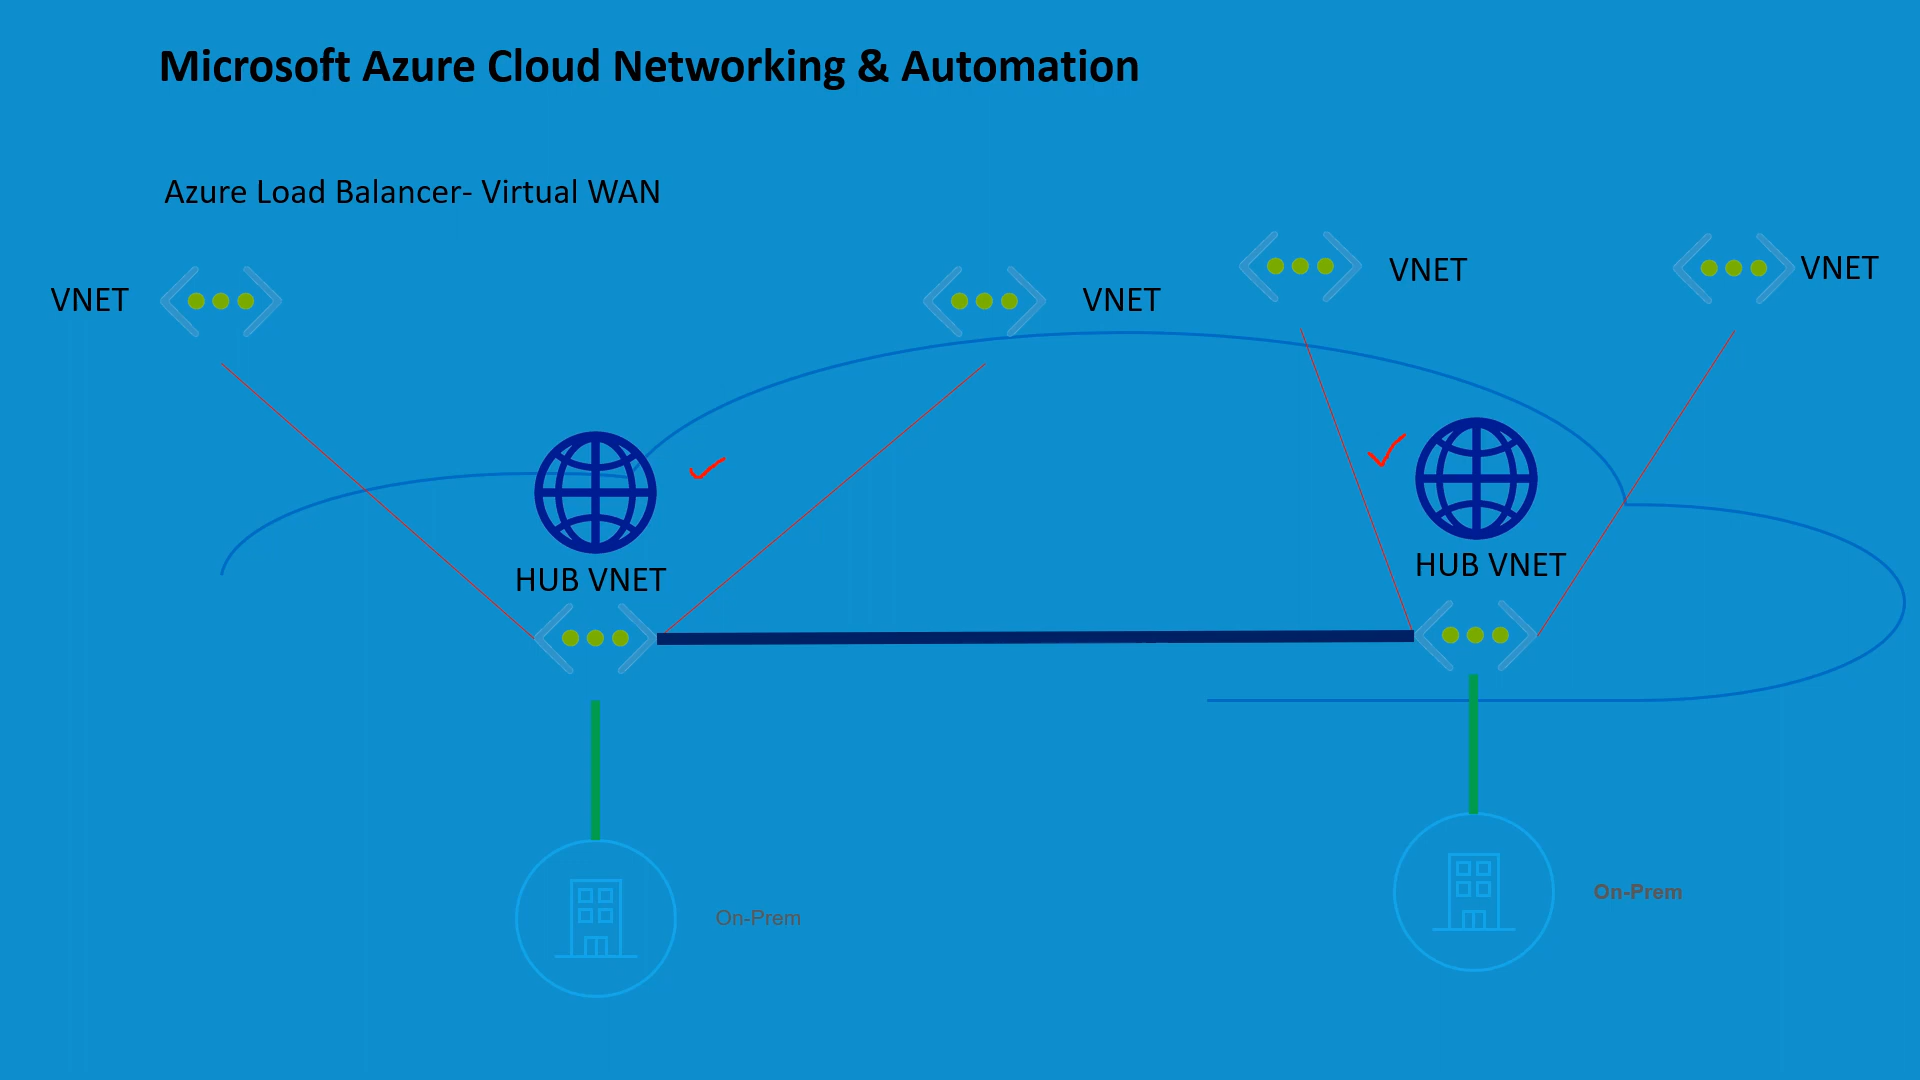 Microsoft Azure Cloud Networking & Automation
Azure Load Balancer- Virtual WAN
VNET
VNET
VNET
VNET
HUB VNET
HUB VNET
On-Prem
On-Prem